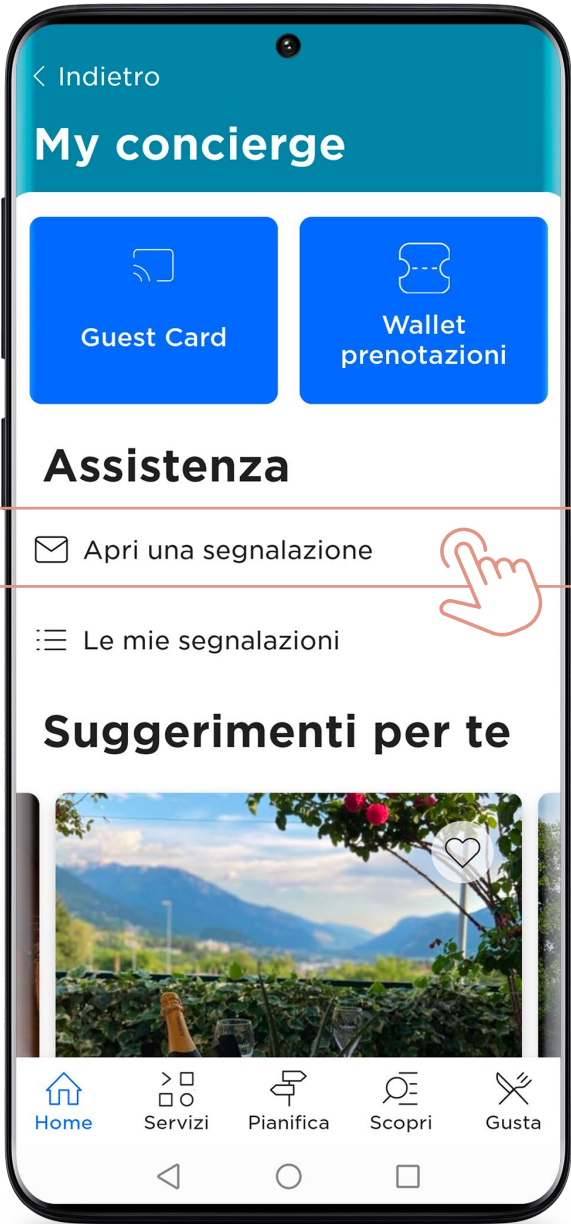 Indietro
My concierge
Guest Card
Wallet
prenotazioni
Assistenza
Apri una segnalazione
Le mie segnalazioni
Suggerimenti per te
Home
Servizi
Pianifica
Scopri
Gusta